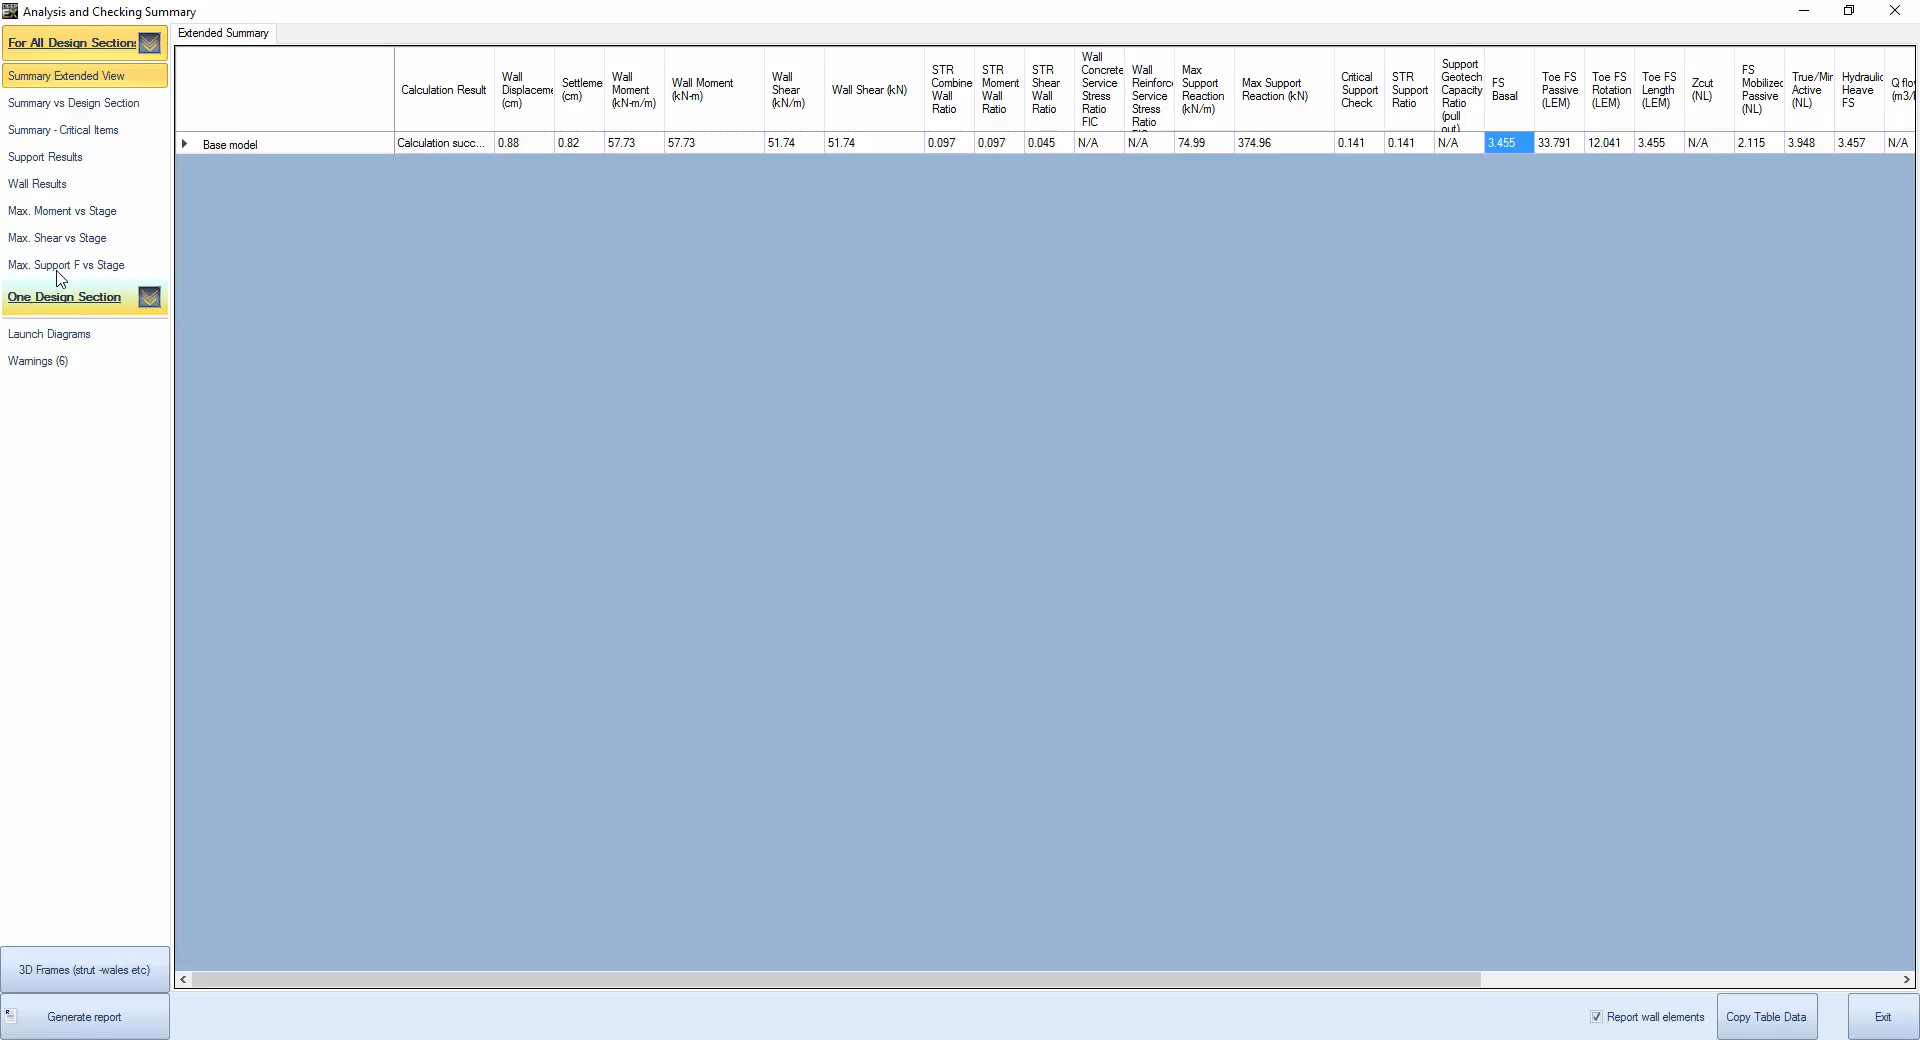 Analysis and Checking Summary
For All Design Section
Extended Summary
Summary Extended View
Summary vs Design Section
Summary - Critical Items
Support Results
Wall Results
Max. Moment vs Stage
Max. Shear vs Stage
Max. Support F vs Stage
One Design Section
Launch Diagrams
Warnings (6)
Calculation Result
Wall
Displaceme
(cm)
Settleme
(cm)
Wall
Moment
(kN-m/m)
Wall Moment
(kN-m)
Wall
Shear
(kN/m)
Wall Shear (kN)
STR
Combine
Wall
Ratio
STR
Moment
Wall
Ratio
STR
Shear
Wall
Ratio
Wall
Concrete
Service
Stress
Ratio
FIC
Wall
Reinforc
Service
Stress
Ratio
Max
Support
Reaction
(kN/m)
Max Support
Reaction (kN)
Critical
Support
Check
STR
Support
Ratio
Support
Geotech
Capacity
Ratio
(pull
out)
FS
Basal
Toe FS
Passive
(LEM)
Toe FS
Rotation
(LEM)
Toe FS
Length
(LEM)
Zcut
(NL)
FS
Mobilized
Passive
(NL)
True/Mir
Active
(NL)
Hydraulic
Heave
FS
Q flo
(m3/
Base model Calculation succ... 0.88 0.82 57.73 57.73 51.74 51.74 0.097 0.097 0.045 N/A N/A 74.99 374.96 0.141 0.141 N/A 3.455 33.791 12.041 3.455 N/A 2.115 3.948 3.457 N/A
3D Frames (strut -wales etc)
Generate report
Report wall elements
Copy Table Data
Exit